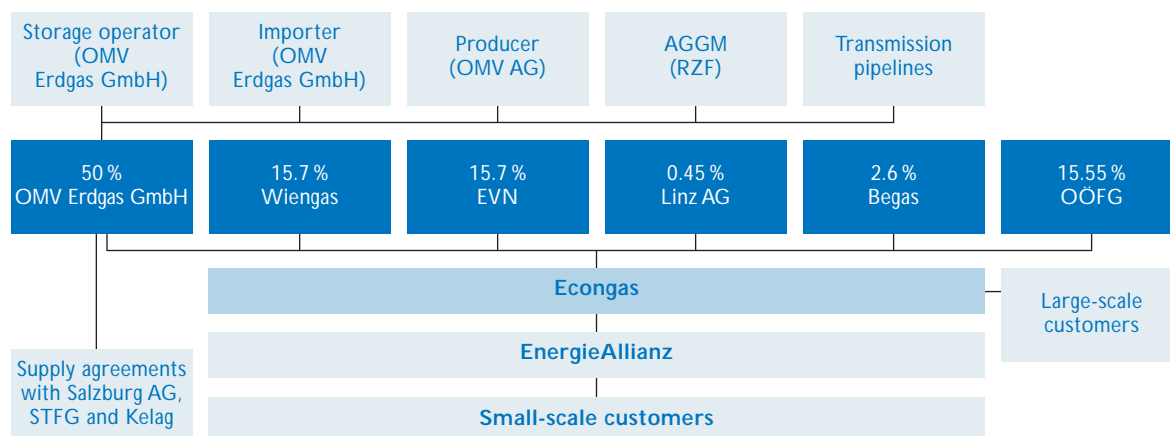 Storage operator
(OMV
Erdgas GmbH)
Importer
(OMV
Erdgas GmbH)
Producer
(OMV AG)
AGGM
(RZF)
Transmission
pipelines
50 %
OMV Erdgas GmbH
15.7 %
Wiengas
15.7 %
EVN
0.45 %
Linz AG
2.6 %
Begas
15.55 %
OÖFG
Econgas
Large-scale
customers
EnergieAllianz
Supply agreements
with Salzburg AG,
STFG and Kelag
Small-scale customers